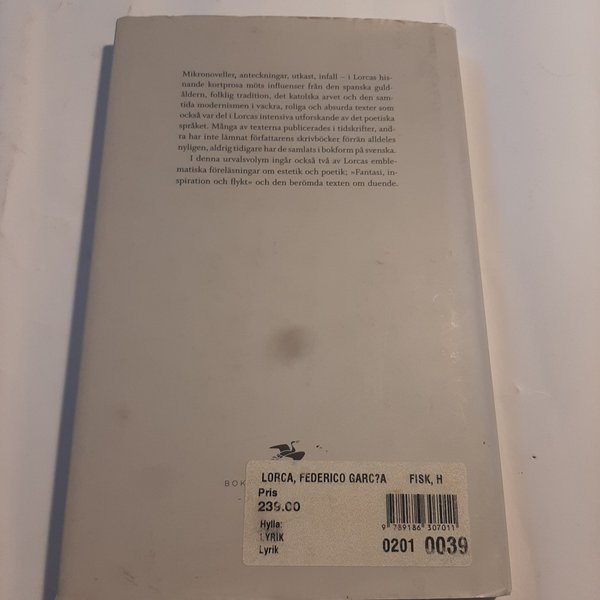 Mikronoveller, anteckningar, utkast, infall – i Lorcas his-
nande kortprosa möts influenser från den spanska guld-
åldern, folklig tradition, det katolska arvet och den sam-
tida modernismen i vackra, roliga och absurda texter som
också var del i Lorcas intensiva utforskande av det poetiska
språket. Många av texterna publicerades i tidskrifter, and-
ra har inte lämnat författarens skrivböcker förrän alldeles
nyligen, aldrig tidigare har de samlats i bokform på svenska.
I denna urvalsvolym ingår också två av Lorcas emble-
matiska föreläsningar om estetik och poetik; »Fantasi, in-
spiration och flykt« och den berömda texten om duende.
BOK
LORCA, FEDERICO GARC?A FISK, H
Pris
239.00
Hylla:
LYRIK
Lyrik
9 789186 307011
0201 0039